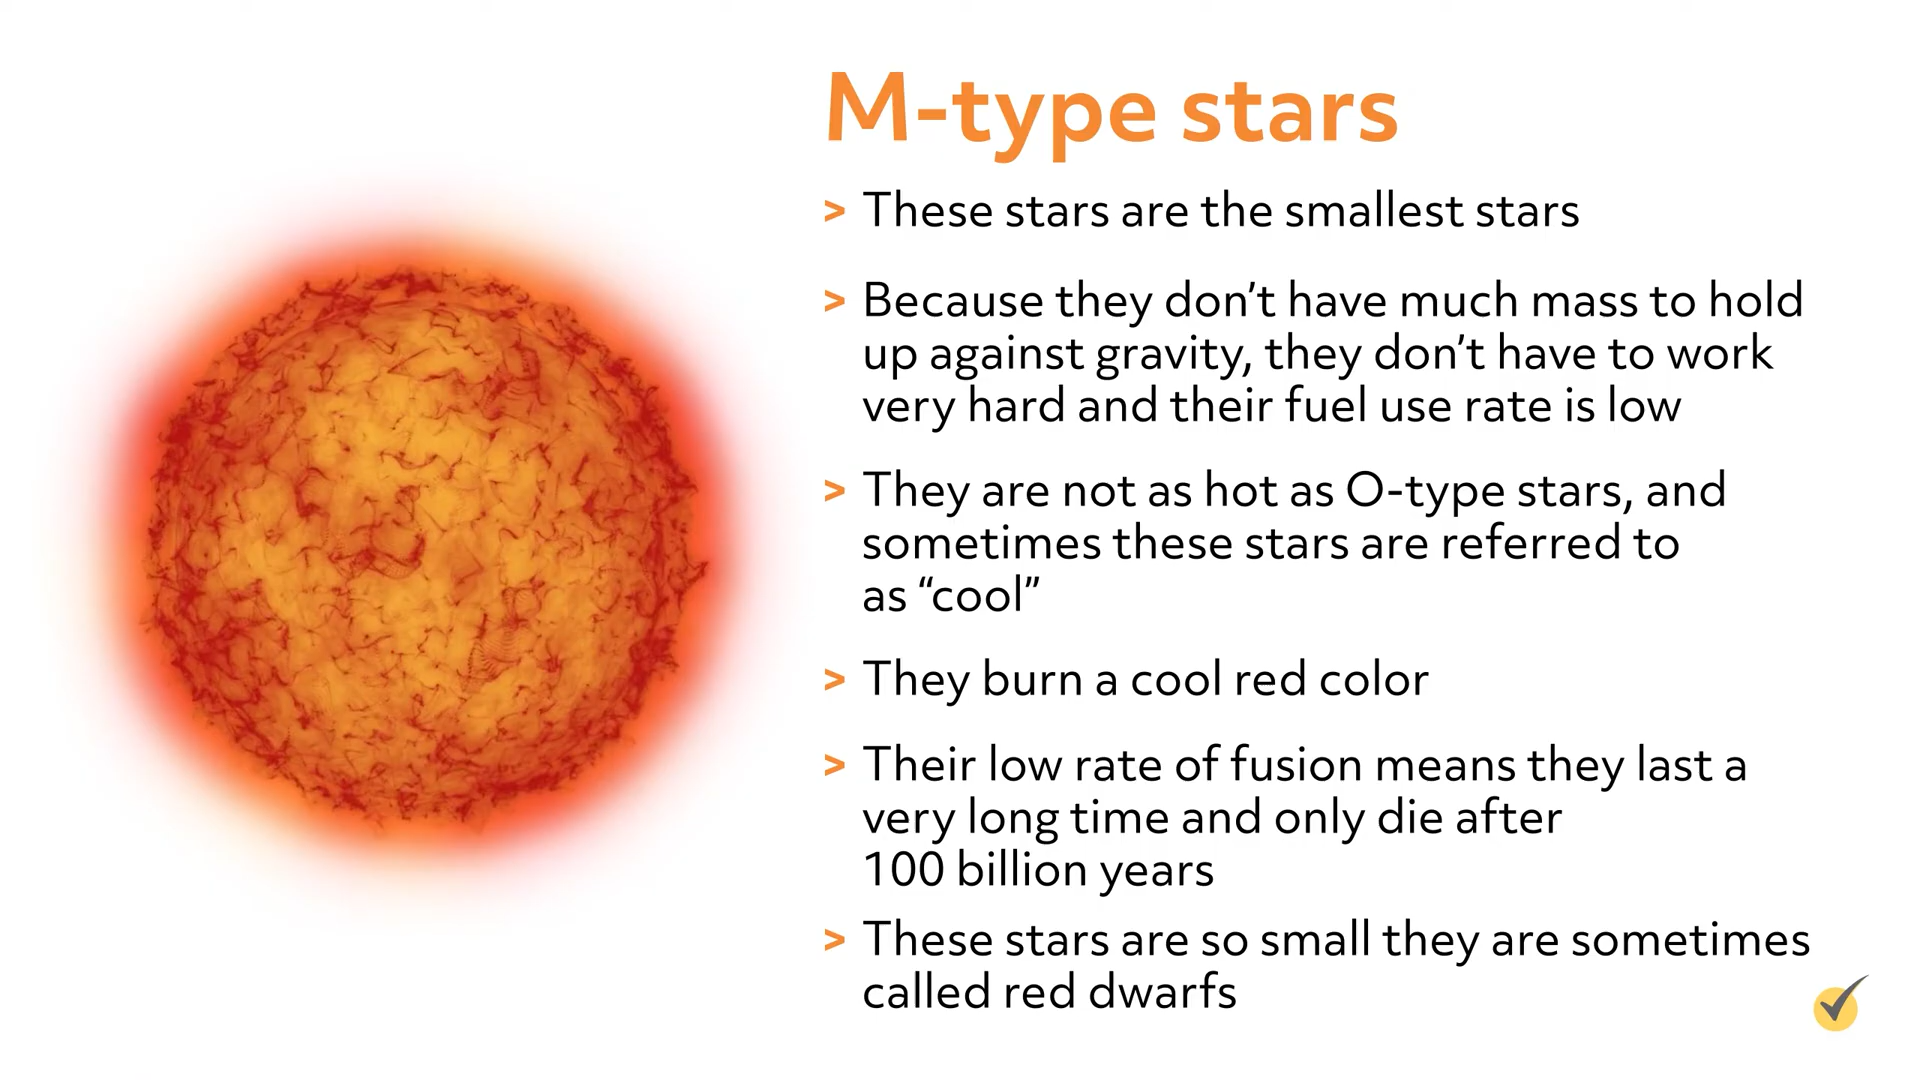 M-type stars
> These stars are the smallest stars
> Because they don’t have much mass to hold
up against gravity, they don’t have to work
very hard and their fuel use rate is low
> They are not as hot as O-type stars, and
sometimes these stars are referred to
as “cool”
> They burn a cool red color
> Their low rate of fusion means they last a
very long time and only die after
100 billion years
> These stars are so small they are sometimes
called red dwarfs